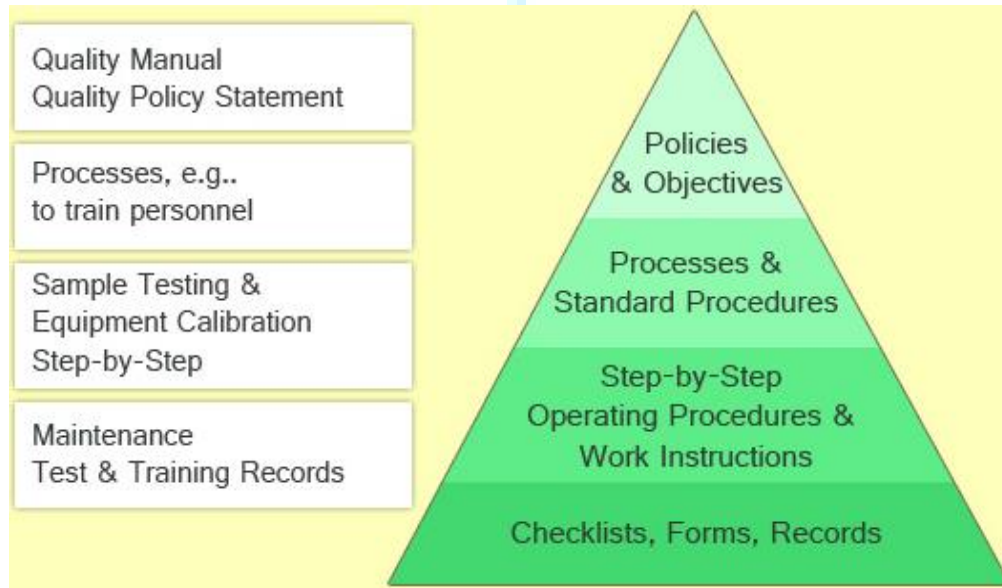 Quality Manual
Quality Policy Statement
Processes, e.g..
to train personnel
Sample Testing &
Equipment Calibration
Step-by-Step
Maintenance
Test & Training Records
Policies
& Objectives
Processes &
Standard Procedures
Step-by-Step
Operating Procedures &
Work Instructions
Checklists, Forms, Records